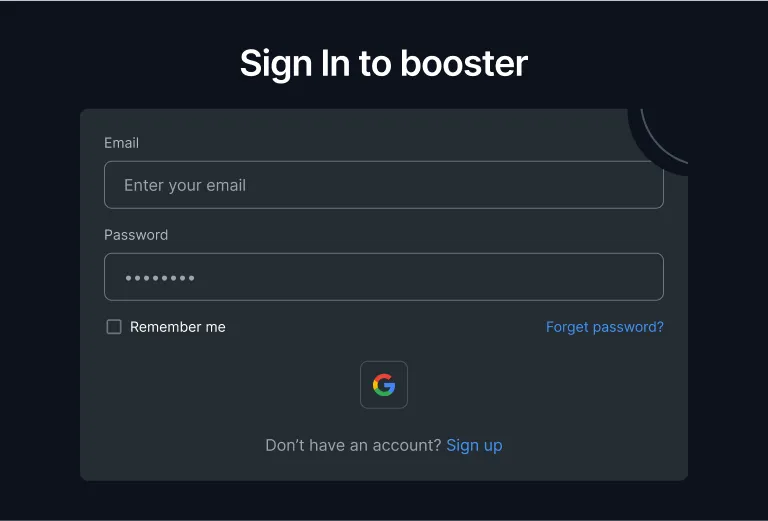 Sign In to booster
Email
Enter your email
Password
••••••••
Remember me
Forget password?
Don’t have an account? Sign up